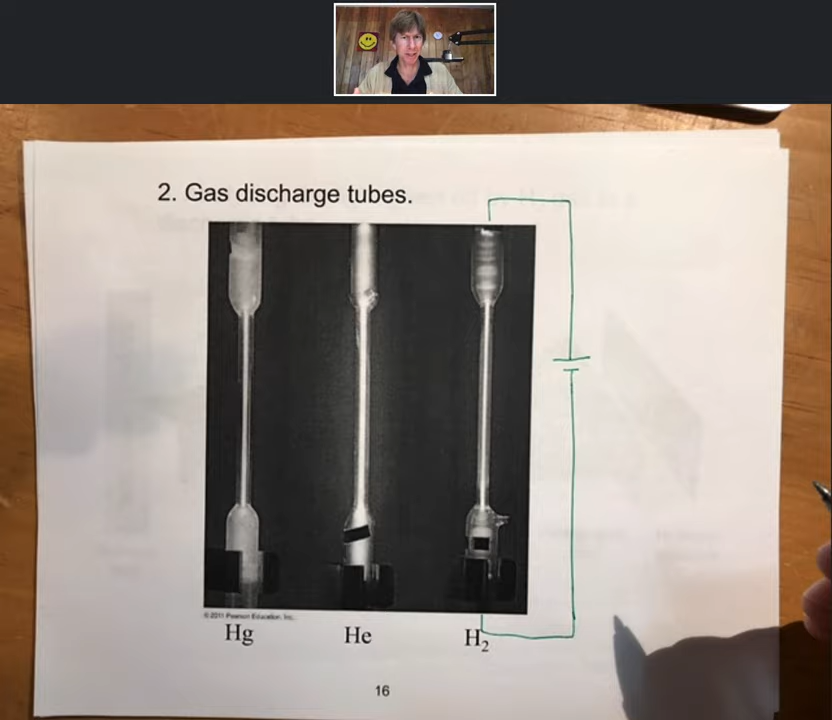 2. Gas discharge tubes.
© 2011 Pearson Education, Inc.
Hg He H₂
16